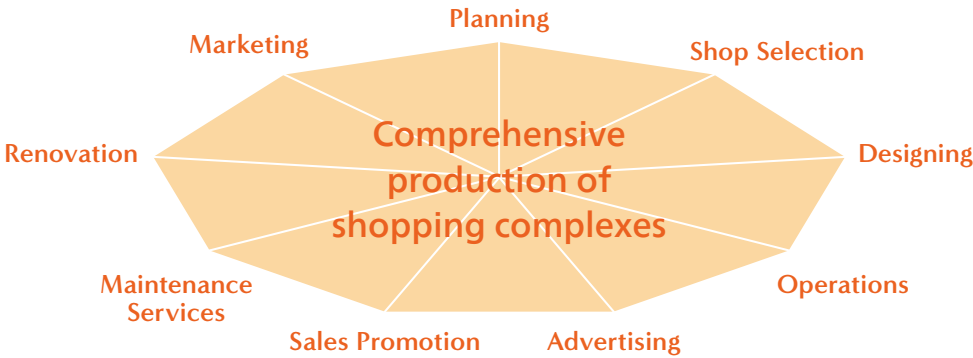 Planning
Marketing
Shop Selection
Comprehensive
production of
shopping complexes
Renovation
Designing
Maintenance
Services
Operations
Sales Promotion
Advertising